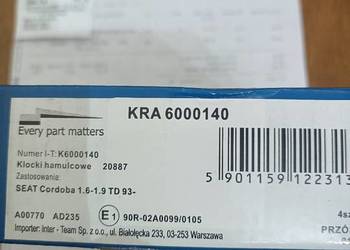 KRA 6000140
Every part matters
Numer I-T: K6000140
Klocki hamulcowe 20887
Zastosowanie:
SEAT Cordoba 1.6-1.9 TD 93-
5 901159 122313
A00770 AD235 E1 90R-02A0099/0105
Importer: Inter - Team Sp. z o.o., ul. Białołęcka 233, 03-253 Warszawa
4sz
PRZÓ